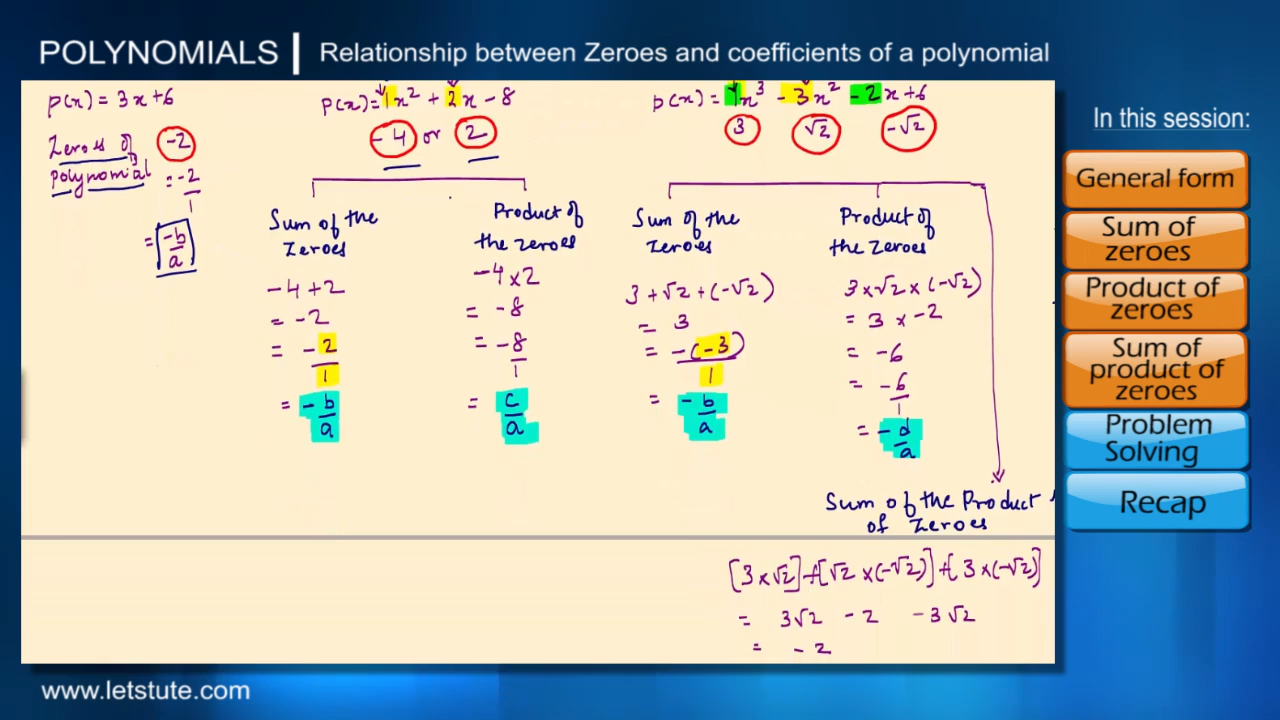 POLYNOMIALS | Relationship between Zeroes and coefficients of a polynomial
p(x) = 3x+6
Zeroes of polynomial
-2
= -2/1
= -b/a
p(x) = 1x² + 2x - 8
-4 or 2
Sum of the
Zeroes
-4 + 2
= -2
= -2/1
= -b/a
Product of
the zeroes
-4 x 2
= -8
= -8/1
= c/a
p(x) = 1x³ - 3x² - 2x + 6
3 √2 -√2
Sum of the
Zeroes
3 + √2 + (-√2)
= 3
= -(-3)/1
= -b/a
Product of
the Zeroes
3 x √2 x (-√2)
= 3 x -2
= -6
= -6/1
= -d/a
Sum of the Product
of Zeroes
[3 x √2] + [√2 x (-√2)] + [3 x (-√2)]
= 3√2 - 2 - 3√2
= - 2
In this session:
General form
Sum of
zeroes
Product of
zeroes
Sum of
product of
zeroes
Problem
Solving
Recap
www.letstute.com